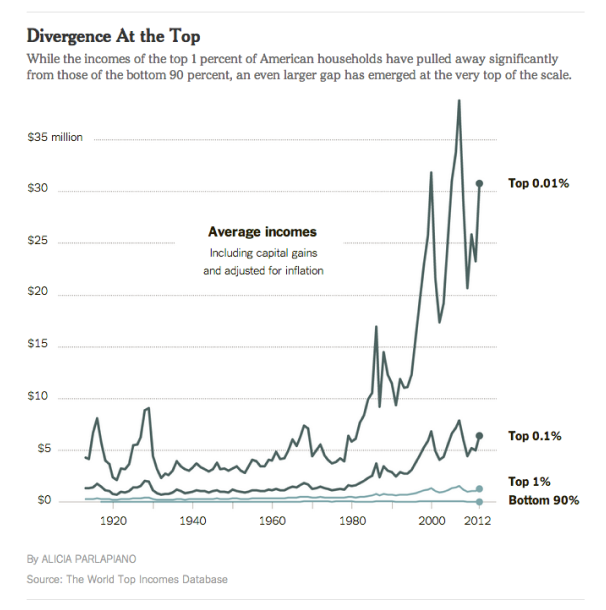 Divergence At the Top
While the incomes of the top 1 percent of American households have pulled away significantly
from those of the bottom 90 percent, an even larger gap has emerged at the very top of the scale.
$35 million
$30
Top 0.01%
Average incomes
Including capital gains
and adjusted for inflation
$25
$20
$15
$10
$5
Top 0.1%
Top 1%
$0
Bottom 90%
1920 1940 1960 1980 2000 2012
By ALICIA PARLAPIANO
Source: The World Top Incomes Database